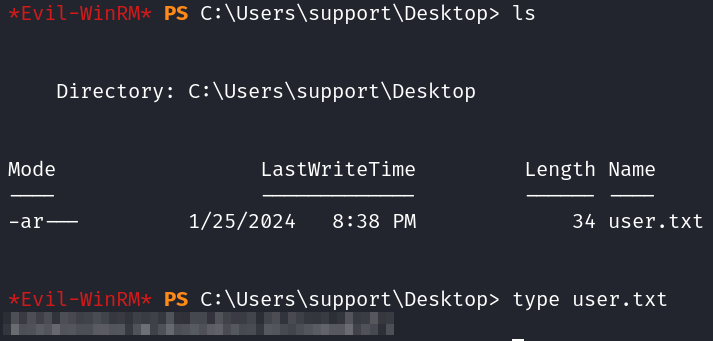 *Evil-WinRM* PS C:\Users\support\Desktop> ls
Directory: C:\Users\support\Desktop
Mode LastWriteTime Length Name
---- ------------- ------ ----
-ar--- 1/25/2024 8:38 PM 34 user.txt
*Evil-WinRM* PS C:\Users\support\Desktop> type user.txt